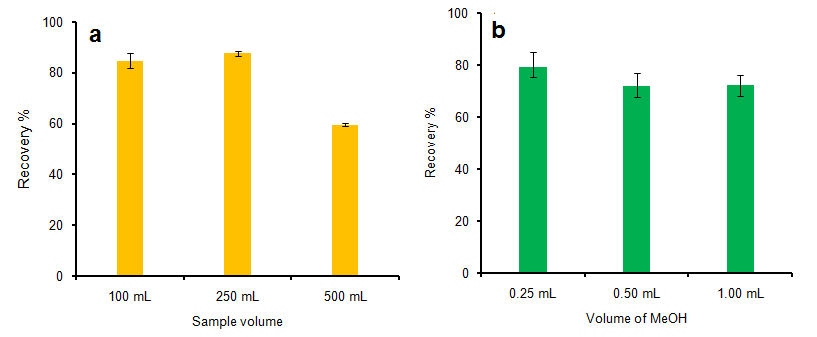 a
100
80
60
40
20
0
Recovery %
100 mL
250 mL
500 mL
Sample volume
b
100
80
60
40
20
0
Recovery %
0.25 mL
0.50 mL
1.00 mL
Volume of MeOH